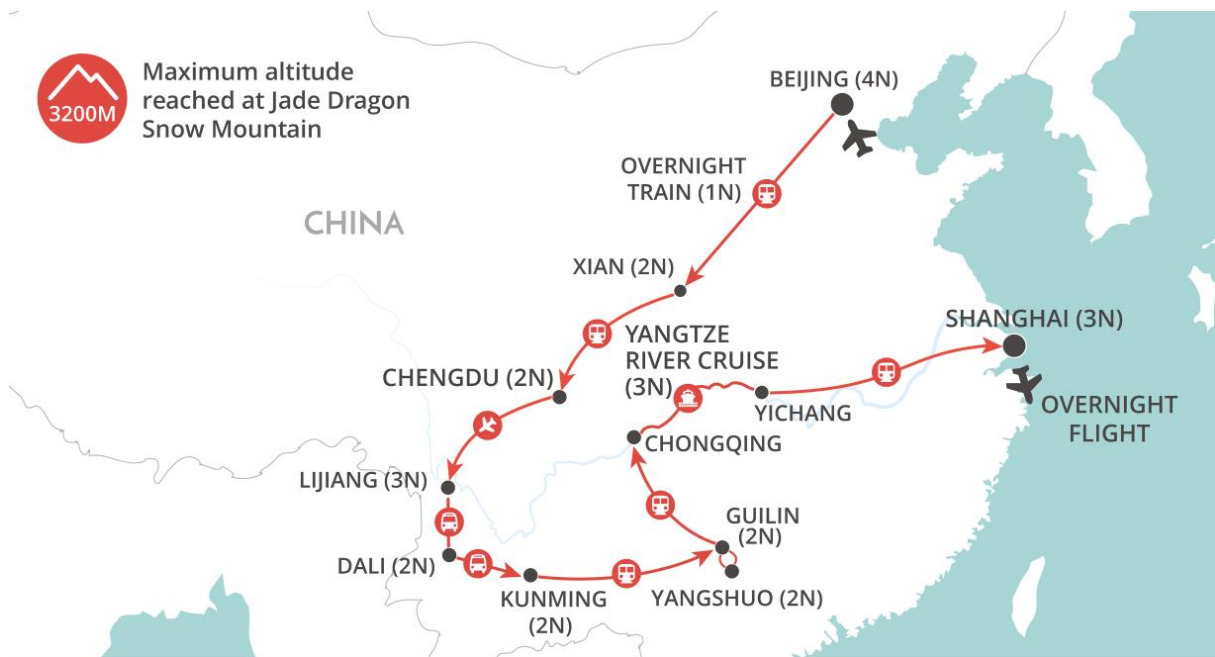 3200M
Maximum altitude
reached at Jade Dragon
Snow Mountain
CHINA
BEIJING (4N)
OVERNIGHT
TRAIN (1N)
XIAN (2N)
CHENGDU (2N)
YANGTZE
RIVER CRUISE
(3N)
SHANGHAI (3N)
YICHANG
OVERNIGHT
FLIGHT
CHONGQING
LIJIANG (3N)
DALI (2N)
KUNMING
(2N)
GUILIN
(2N)
YANGSHUO (2N)